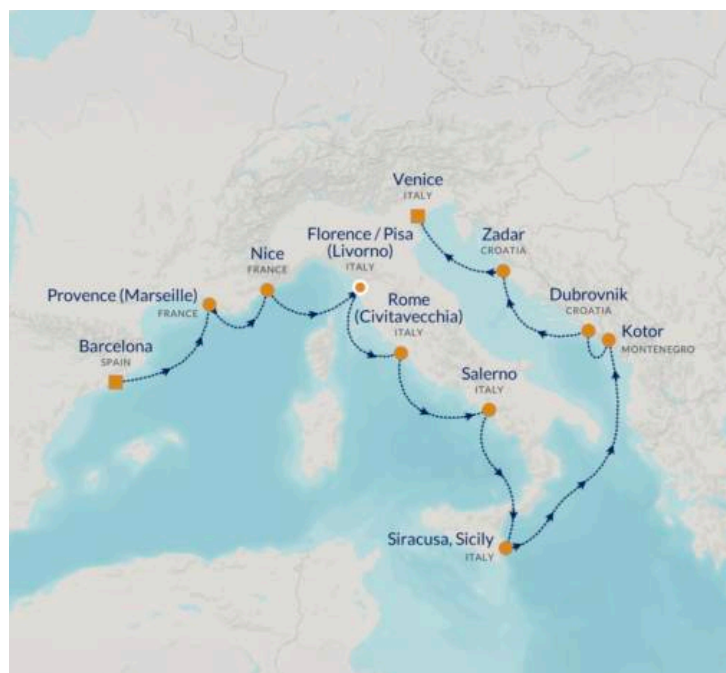 Venice
ITALY
Florence / Pisa
(Livorno)
ITALY
Zadar
CROATIA
Nice
FRANCE
Provence (Marseille)
FRANCE
Rome
(Civitavecchia)
ITALY
Dubrovnik
CROATIA
Kotor
MONTENEGRO
Barcelona
SPAIN
Salerno
ITALY
Siracusa, Sicily
ITALY